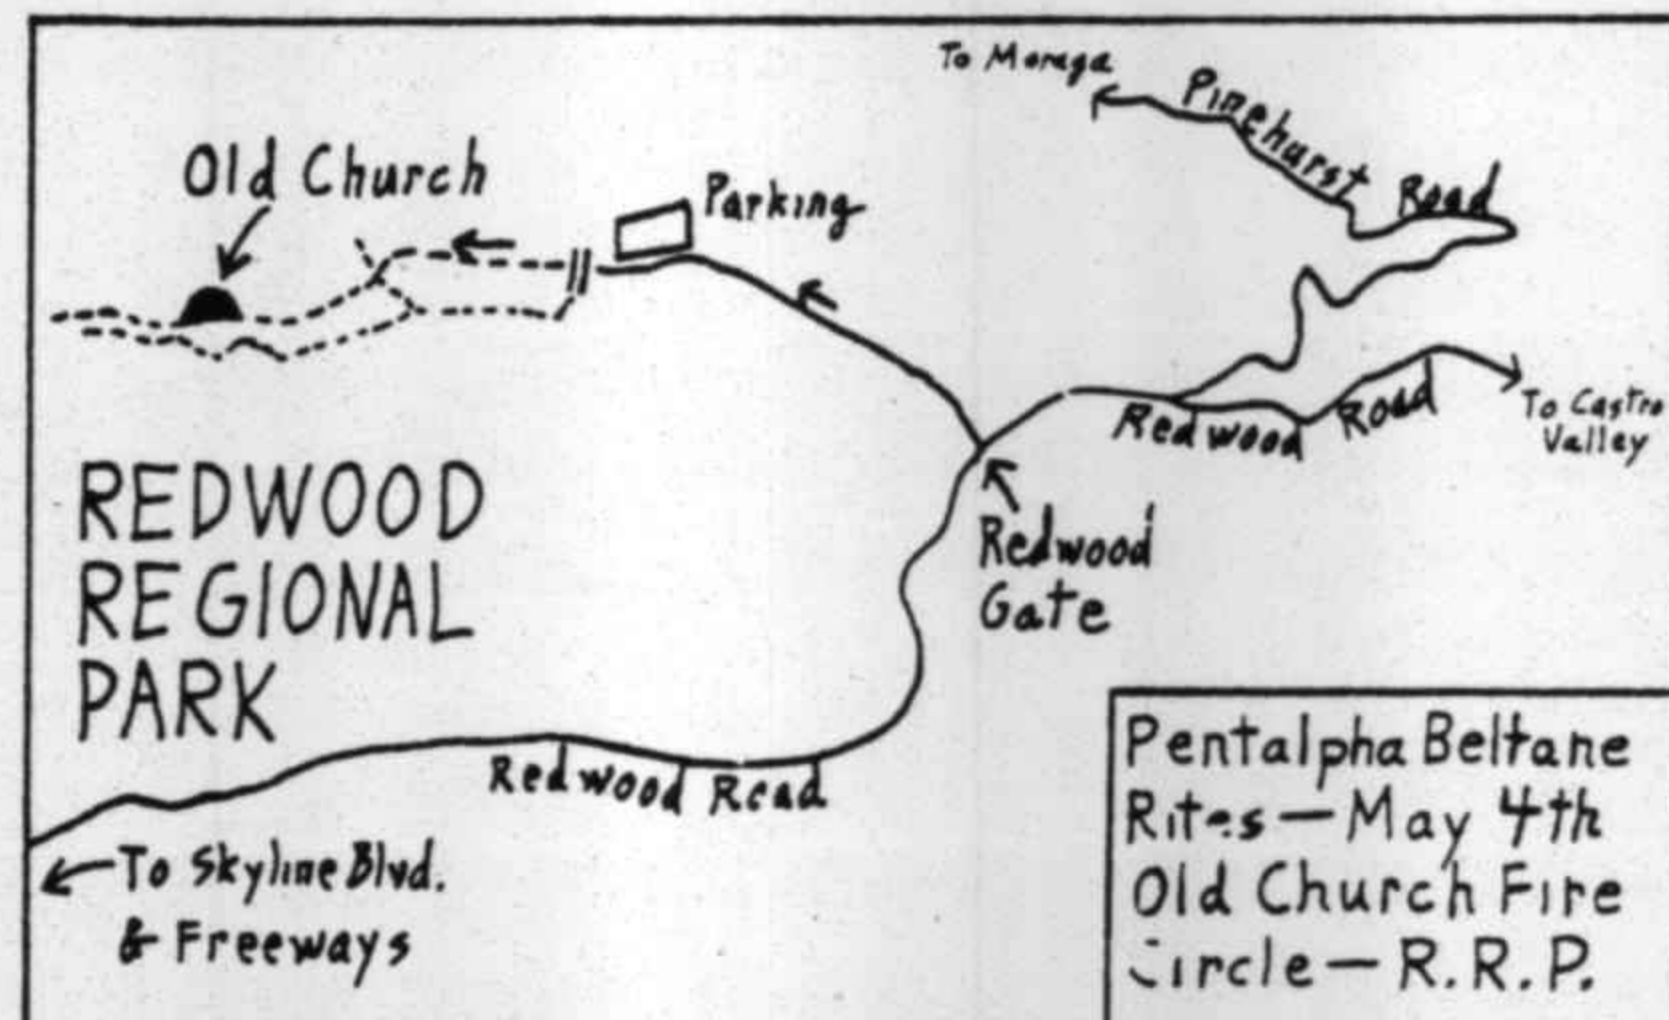 To Moraga
Pinehurst Road
Old Church
Parking
To Castro
Valley
Redwood Road
REDWOOD
REGIONAL
PARK
Redwood
Gate
Redwood Road
To Skyline Blvd.
& Freeways
Pentalpha Beltane
Rites — May 4th
Old Church Fire
Circle — R.R.P.